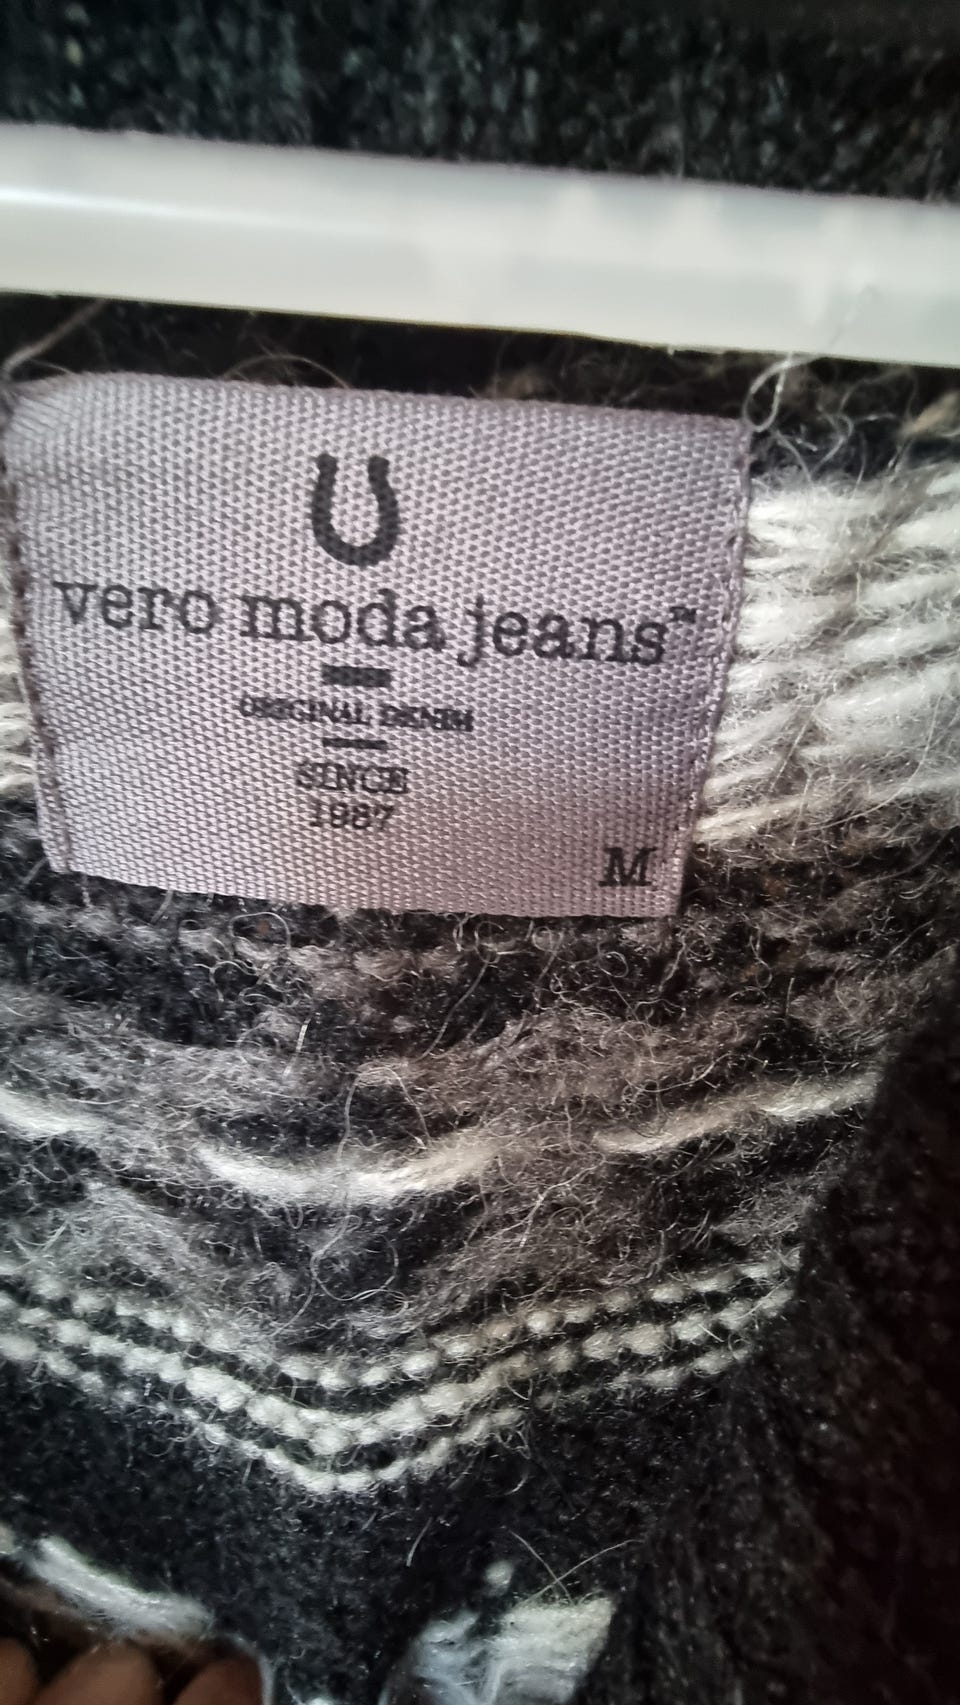 vero moda jeans™
ORIGINAL DENIM
SINCE
1987
M